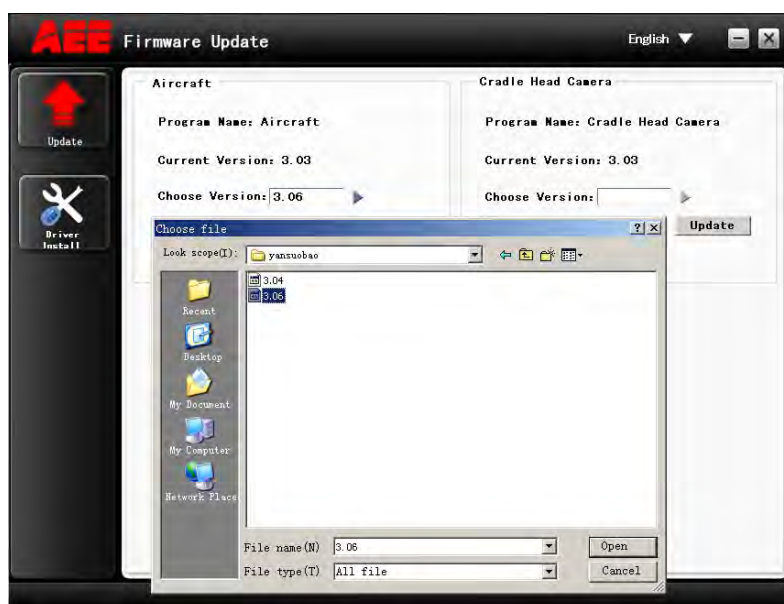 AEE Firmware Update English
Update
Driver
Install
Aircraft
Program Name: Aircraft
Current Version: 3.03
Choose Version: 3.06
Cradle Head Camera
Program Name: Cradle Head Camera
Current Version: 3.03
Choose Version:
Update
Choose file
Look scope(I): yansuobao
Recent
Desktop
My Document
My Computer
Network Place
3.04
3.06
File name(N) 3.06 Open
File type(T) All file Cancel